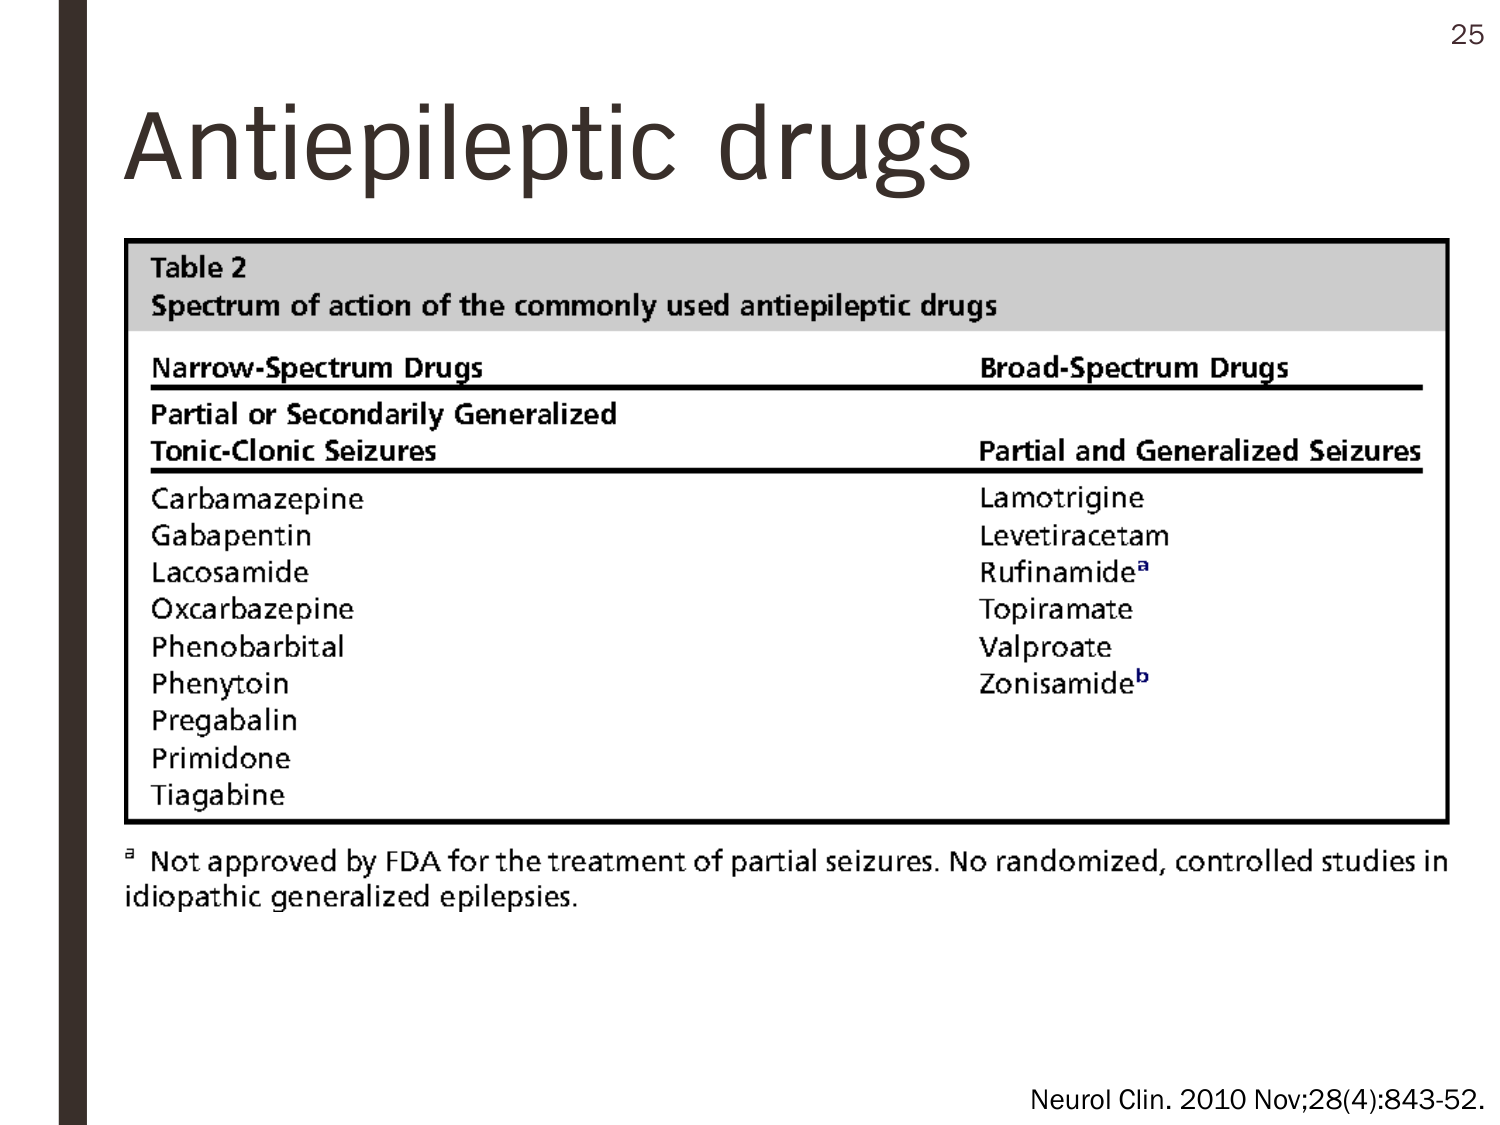 25
Antiepileptic drugs
Table 2
Spectrum of action of the commonly used antiepileptic drugs
Narrow-Spectrum Drugs Broad-Spectrum Drugs
Partial or Secondarily Generalized
Tonic-Clonic Seizures Partial and Generalized Seizures
Carbamazepine Lamotrigine
Gabapentin Levetiracetam
Lacosamide Rufinamideᵃ
Oxcarbazepine Topiramate
Phenobarbital Valproate
Phenytoin Zonisamideᵇ
Pregabalin
Primidone
Tiagabine
ᵃ Not approved by FDA for the treatment of partial seizures. No randomized, controlled studies in
idiopathic generalized epilepsies.
Neurol Clin. 2010 Nov;28(4):843-52.